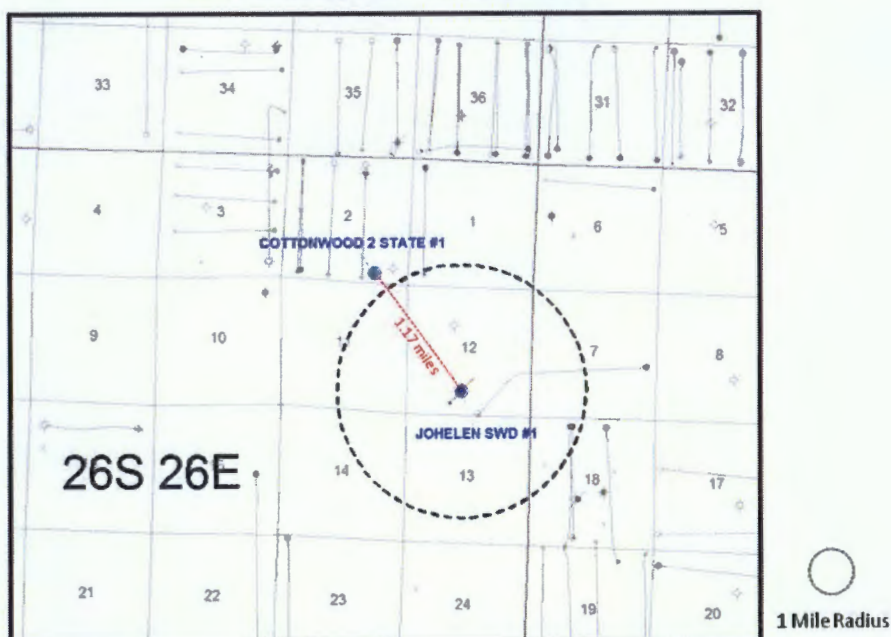 33 34 35 36 31 32
4 3 2 1 6 5
COTTONWOOD 2 STATE #1
9 10 12 7 8
1.17 miles
JOHELEN SWD #1
26S 26E
14 13 18 17
21 22 23 24 19 20
1 Mile Radius